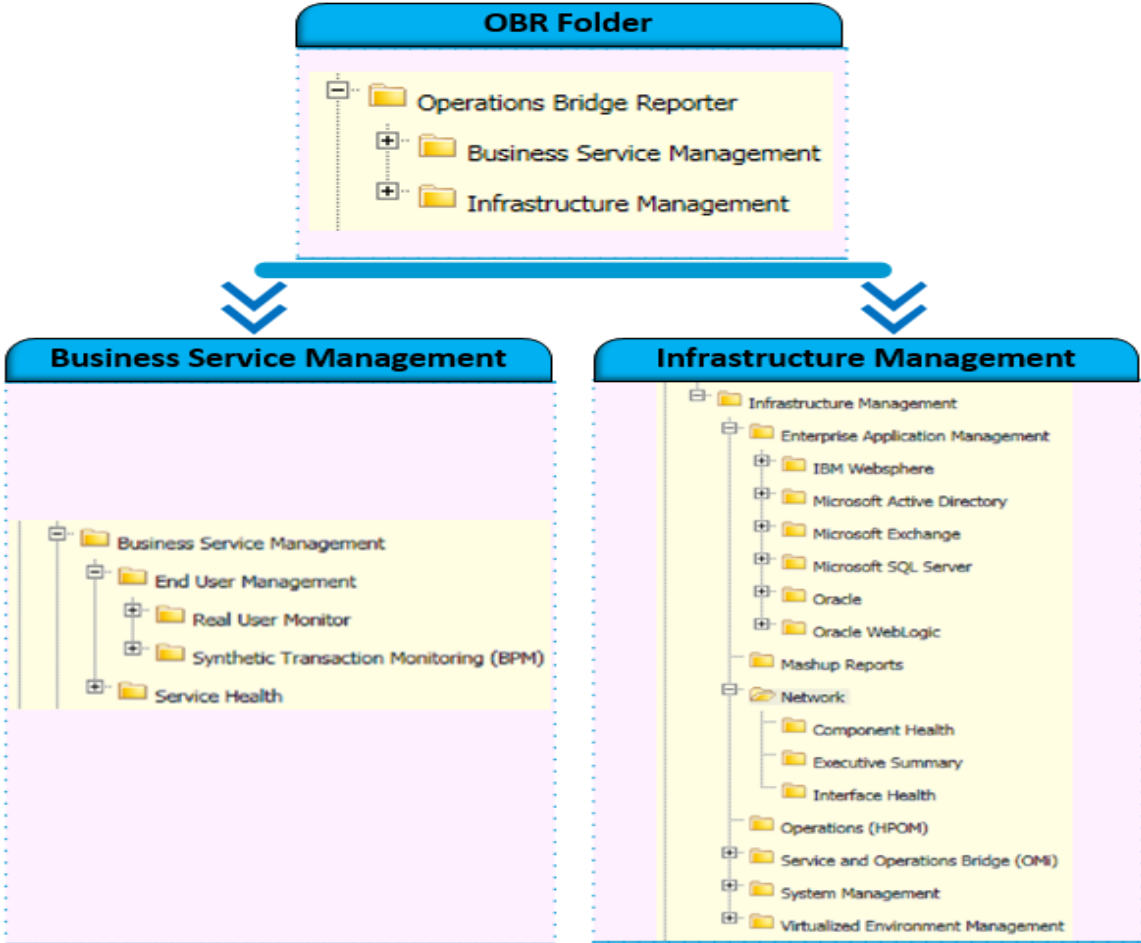 OBR Folder
Operations Bridge Reporter
Business Service Management
Infrastructure Management
Business Service Management
Business Service Management
End User Management
Real User Monitor
Synthetic Transaction Monitoring (BPM)
Service Health
Infrastructure Management
Infrastructure Management
Enterprise Application Management
IBM Websphere
Microsoft Active Directory
Microsoft Exchange
Microsoft SQL Server
Oracle
Oracle WebLogic
Mashup Reports
Network
Component Health
Executive Summary
Interface Health
Operations (HPOM)
Service and Operations Bridge (OMi)
System Management
Virtualized Environment Management